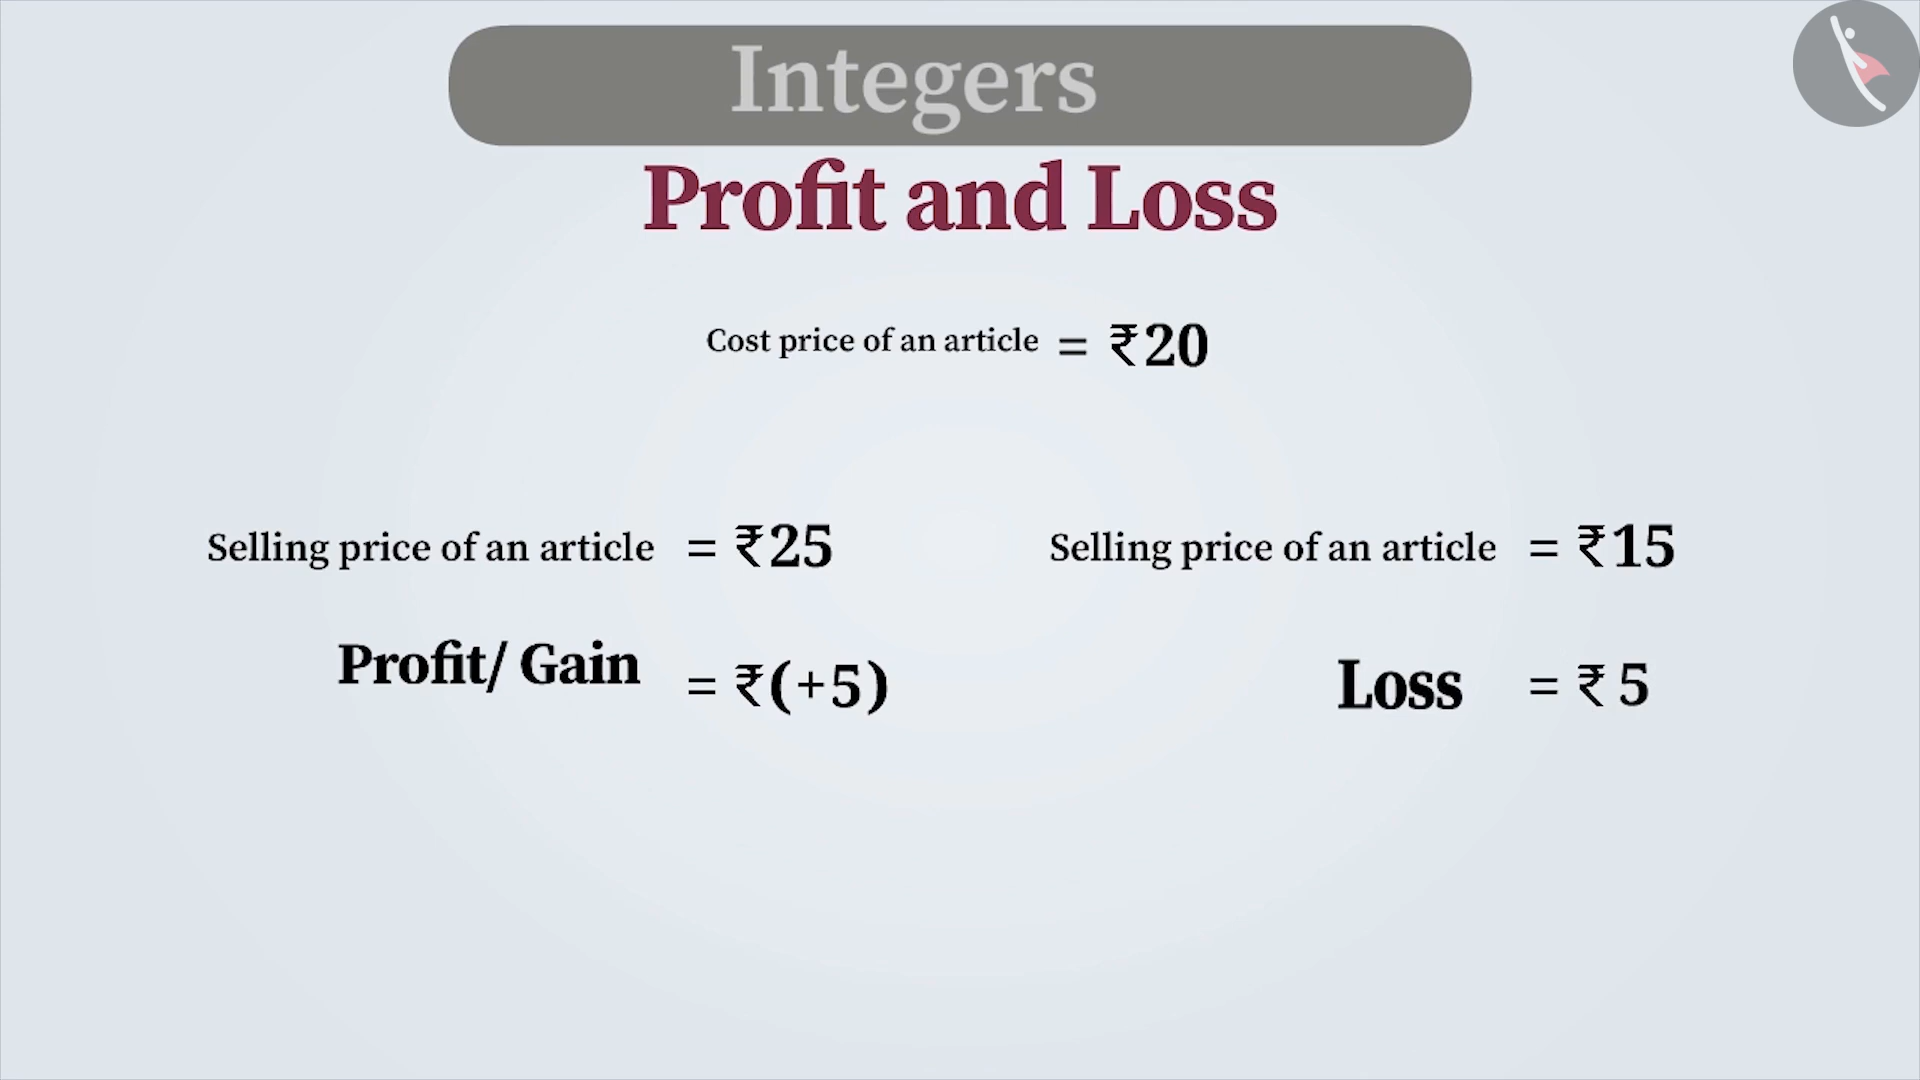 Integers
Profit and Loss
Cost price of an article = ₹20
Selling price of an article = ₹25
Profit/ Gain = ₹(+5)
Selling price of an article = ₹15
Loss = ₹ 5